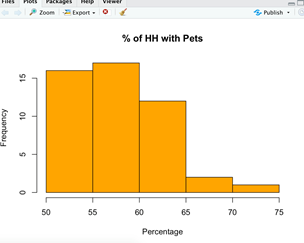 Files Plots Packages Help Viewer
Zoom Export Publish
% of HH with Pets
Frequency
15
10
5
0
50 55 60 65 70 75
Percentage